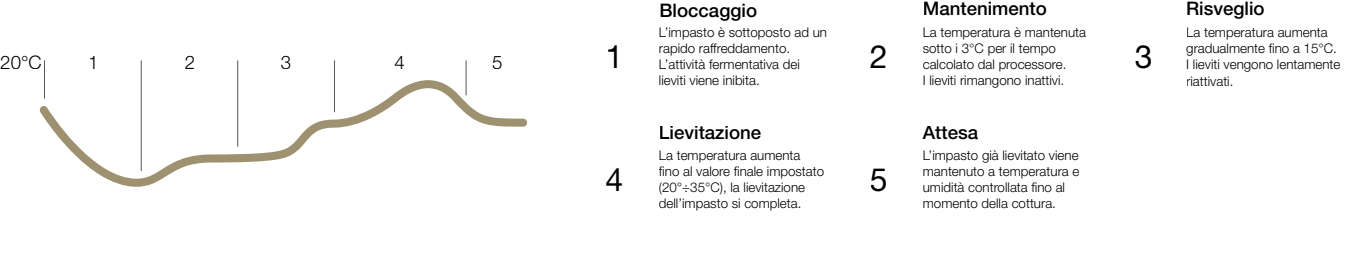 20°C 1 2 3 4 5
1
Bloccaggio
L'impasto è sottoposto ad un
rapido raffreddamento.
L'attività fermentativa dei
lieviti viene inibita.
2
Mantenimento
La temperatura è mantenuta
sotto i 3°C per il tempo
calcolato dal processore.
I lieviti rimangono inattivi.
3
Risveglio
La temperatura aumenta
gradualmente fino a 15°C.
I lieviti vengono lentamente
riattivati.
4
Lievitazione
La temperatura aumenta
fino al valore finale impostato
(20°÷35°C), la lievitazione
dell'impasto si completa.
5
Attesa
L'impasto già lievitato viene
mantenuto a temperatura e
umidità controllata fino al
momento della cottura.